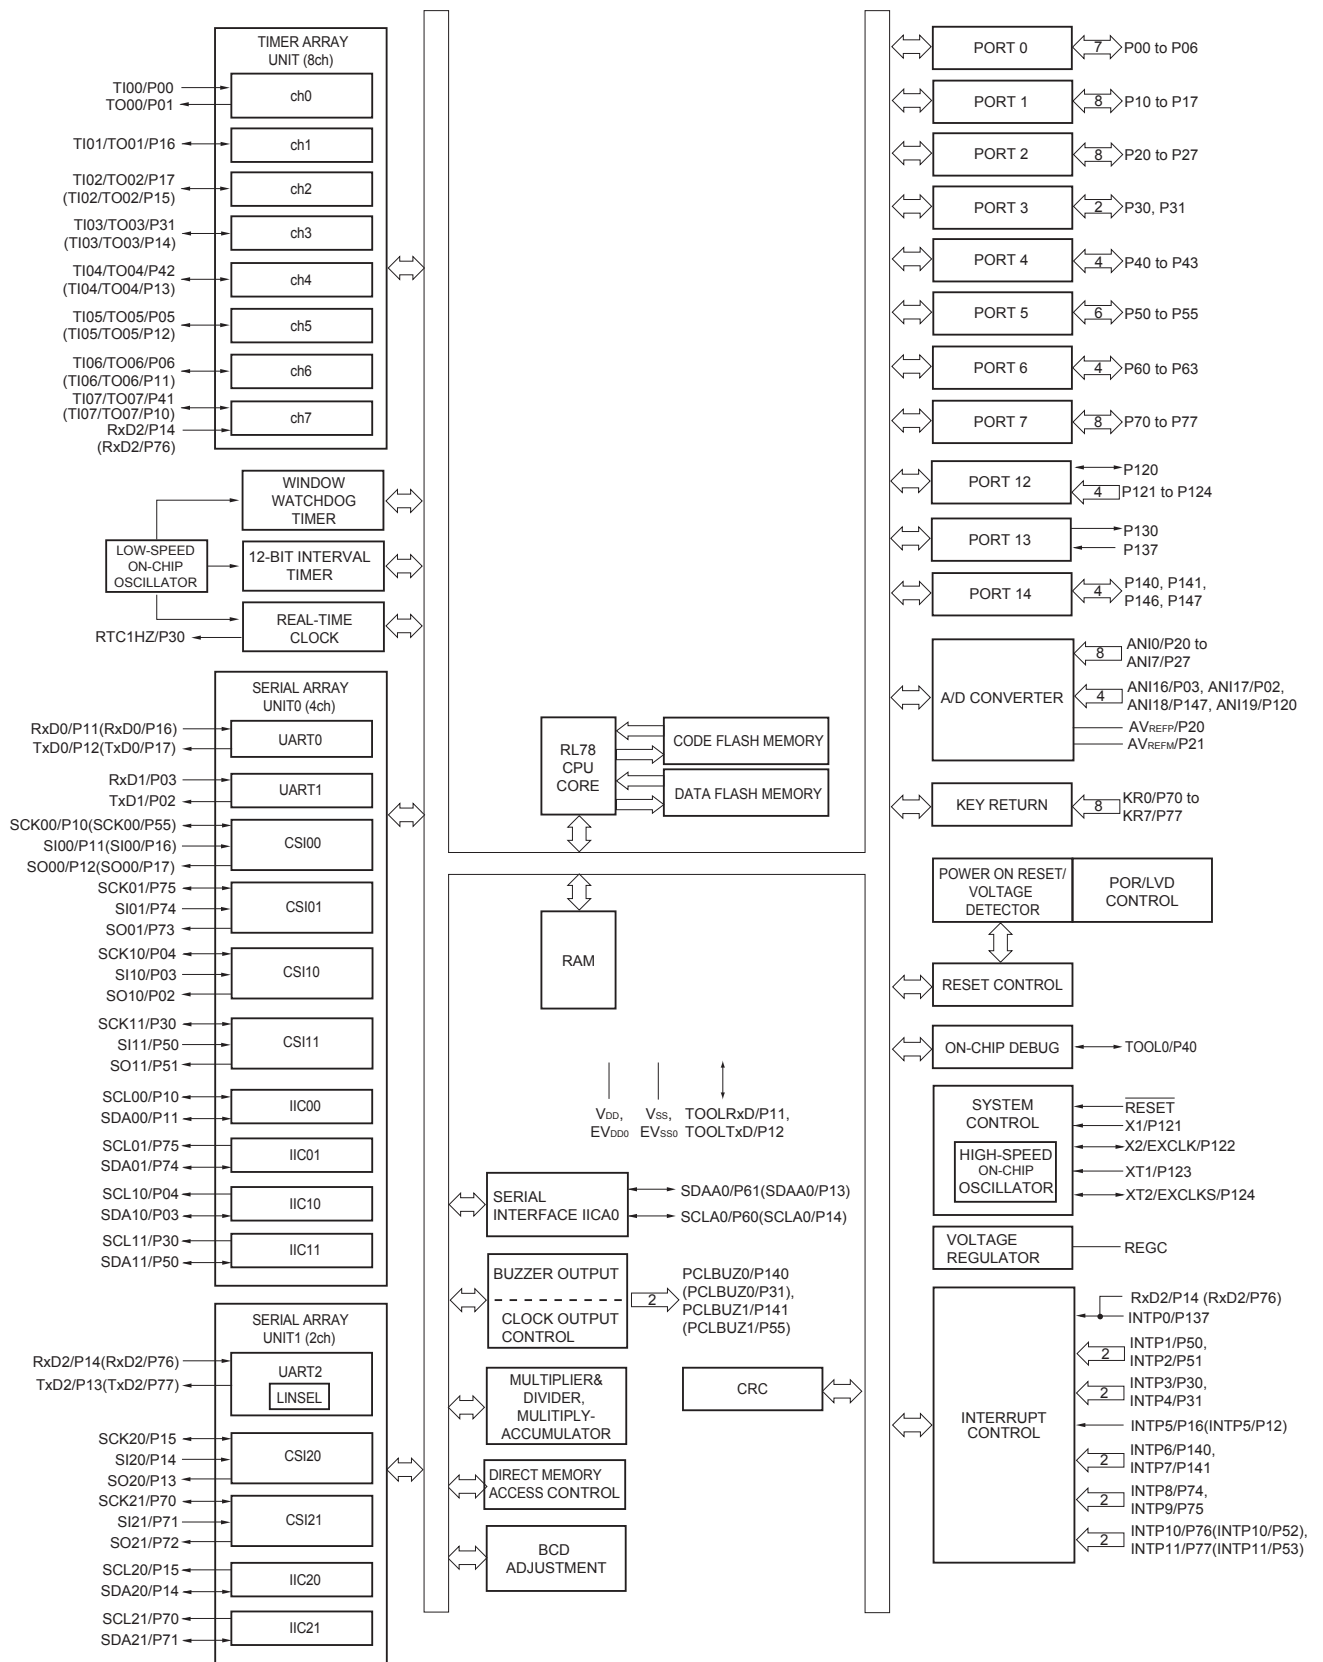 TIMER ARRAY
UNIT (8ch)
TI00/P00
TO00/P01
ch0
TI01/TO01/P16
ch1
TI02/TO02/P17
(TI02/TO02/P15)
ch2
TI03/TO03/P31
(TI03/TO03/P14)
ch3
TI04/TO04/P42
(TI04/TO04/P13)
ch4
TI05/TO05/P05
(TI05/TO05/P12)
ch5
TI06/TO06/P06
(TI06/TO06/P11)
ch6
TI07/TO07/P41
(TI07/TO07/P10)
RxD2/P14
(RxD2/P76)
ch7
WINDOW
WATCHDOG
TIMER
LOW-SPEED
ON-CHIP
OSCILLATOR
12-BIT INTERVAL
TIMER
REAL-TIME
CLOCK
RTC1HZ/P30
SERIAL ARRAY
UNIT0 (4ch)
RxD0/P11(RxD0/P16)
TxD0/P12(TxD0/P17)
UART0
RxD1/P03
TxD1/P02
UART1
SCK00/P10(SCK00/P55)
SI00/P11(SI00/P16)
SO00/P12(SO00/P17)
CSI00
SCK01/P75
SI01/P74
SO01/P73
CSI01
SCK10/P04
SI10/P03
SO10/P02
CSI10
SCK11/P30
SI11/P50
SO11/P51
CSI11
SCL00/P10
SDA00/P11
IIC00
SCL01/P75
SDA01/P74
IIC01
SCL10/P04
SDA10/P03
IIC10
SCL11/P30
SDA11/P50
IIC11
SERIAL ARRAY
UNIT1 (2ch)
RxD2/P14(RxD2/P76)
TxD2/P13(TxD2/P77)
UART2
LINSEL
SCK20/P15
SI20/P14
SO20/P13
CSI20
SCK21/P70
SI21/P71
SO21/P72
CSI21
SCL20/P15
SDA20/P14
IIC20
SCL21/P70
SDA21/P71
IIC21
RL78
CPU
CORE
CODE FLASH MEMORY
DATA FLASH MEMORY
RAM
VDD,
EVDD0
VSS,
EVSS0
TOOLRxD/P11,
TOOLTxD/P12
SERIAL
INTERFACE IICA0
SDAA0/P61(SDAA0/P13)
SCLA0/P60(SCLA0/P14)
BUZZER OUTPUT
CLOCK OUTPUT
CONTROL
2
PCLBUZ0/P140
(PCLBUZ0/P31),
PCLBUZ1/P141
(PCLBUZ1/P55)
MULTIPLIER&
DIVIDER,
MULITIPLY-
ACCUMULATOR
CRC
DIRECT MEMORY
ACCESS CONTROL
BCD
ADJUSTMENT
PORT 0
7
P00 to P06
PORT 1
8
P10 to P17
PORT 2
8
P20 to P27
PORT 3
2
P30, P31
PORT 4
4
P40 to P43
PORT 5
6
P50 to P55
PORT 6
4
P60 to P63
PORT 7
8
P70 to P77
PORT 12
P120
4
P121 to P124
PORT 13
P130
P137
PORT 14
4
P140, P141,
P146, P147
A/D CONVERTER
8
ANI0/P20 to
ANI7/P27
4
ANI16/P03, ANI17/P02,
ANI18/P147, ANI19/P120
AVREFP/P20
AVREFM/P21
KEY RETURN
8
KR0/P70 to
KR7/P77
POWER ON RESET/
VOLTAGE
DETECTOR
POR/LVD
CONTROL
RESET CONTROL
ON-CHIP DEBUG
TOOL0/P40
SYSTEM
CONTROL
HIGH-SPEED
ON-CHIP
OSCILLATOR
RESET
X1/P121
X2/EXCLK/P122
XT1/P123
XT2/EXCLKS/P124
VOLTAGE
REGULATOR
REGC
INTERRUPT
CONTROL
RxD2/P14 (RxD2/P76)
INTP0/P137
2
INTP1/P50,
INTP2/P51
2
INTP3/P30,
INTP4/P31
INTP5/P16(INTP5/P12)
2
INTP6/P140,
INTP7/P141
2
INTP8/P74,
INTP9/P75
2
INTP10/P76(INTP10/P52),
INTP11/P77(INTP11/P53)